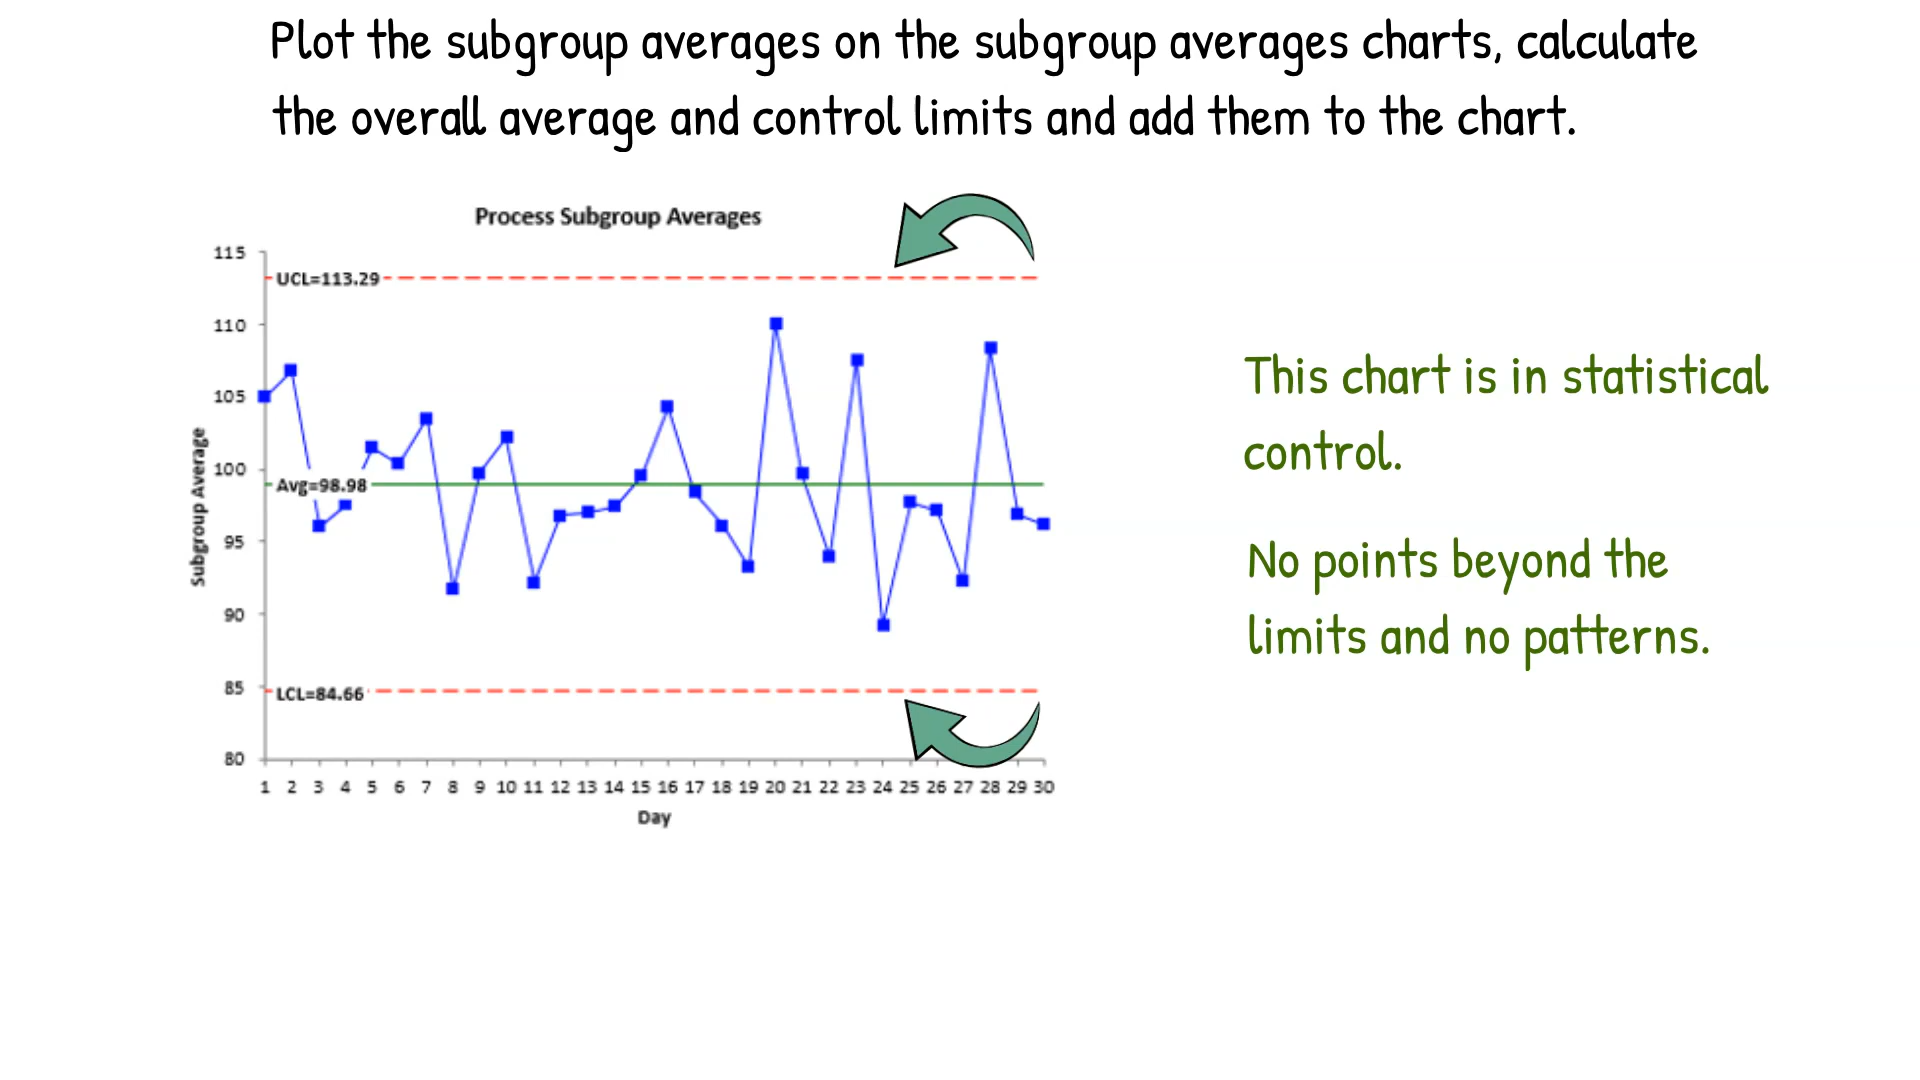 Plot the subgroup averages on the subgroup averages charts, calculate
the overall average and control limits and add them to the chart.
Process Subgroup Averages
115
UCL=113.29
110
105
100
Avg=98.98
95
90
85
LCL=84.66
80
Subgroup Average
1 2 3 4 5 6 7 8 9 10 11 12 13 14 15 16 17 18 19 20 21 22 23 24 25 26 27 28 29 30
Day
This chart is in statistical
control.
No points beyond the
limits and no patterns.